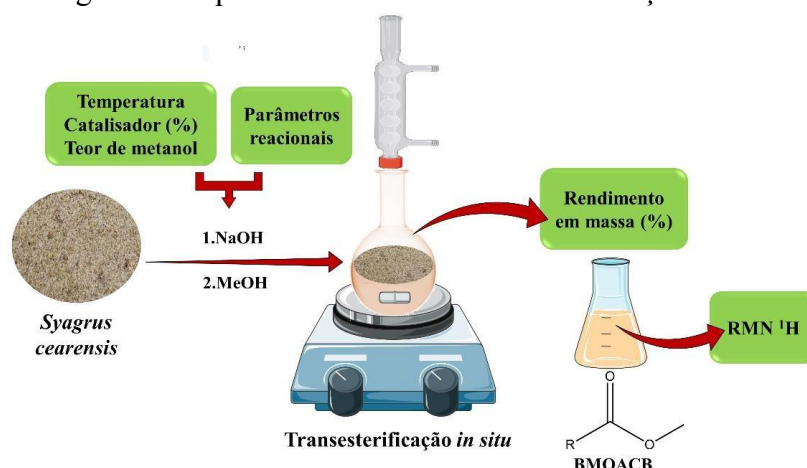 Temperatura
Catalisador (%)
Teor de metanol
Parâmetros
reacionais
1.NaOH
2.MeOH
Syagrus
cearensis
Rendimento
em massa (%)
RMN ¹H
Transesterificação in situ
O
R
O
BMOACB